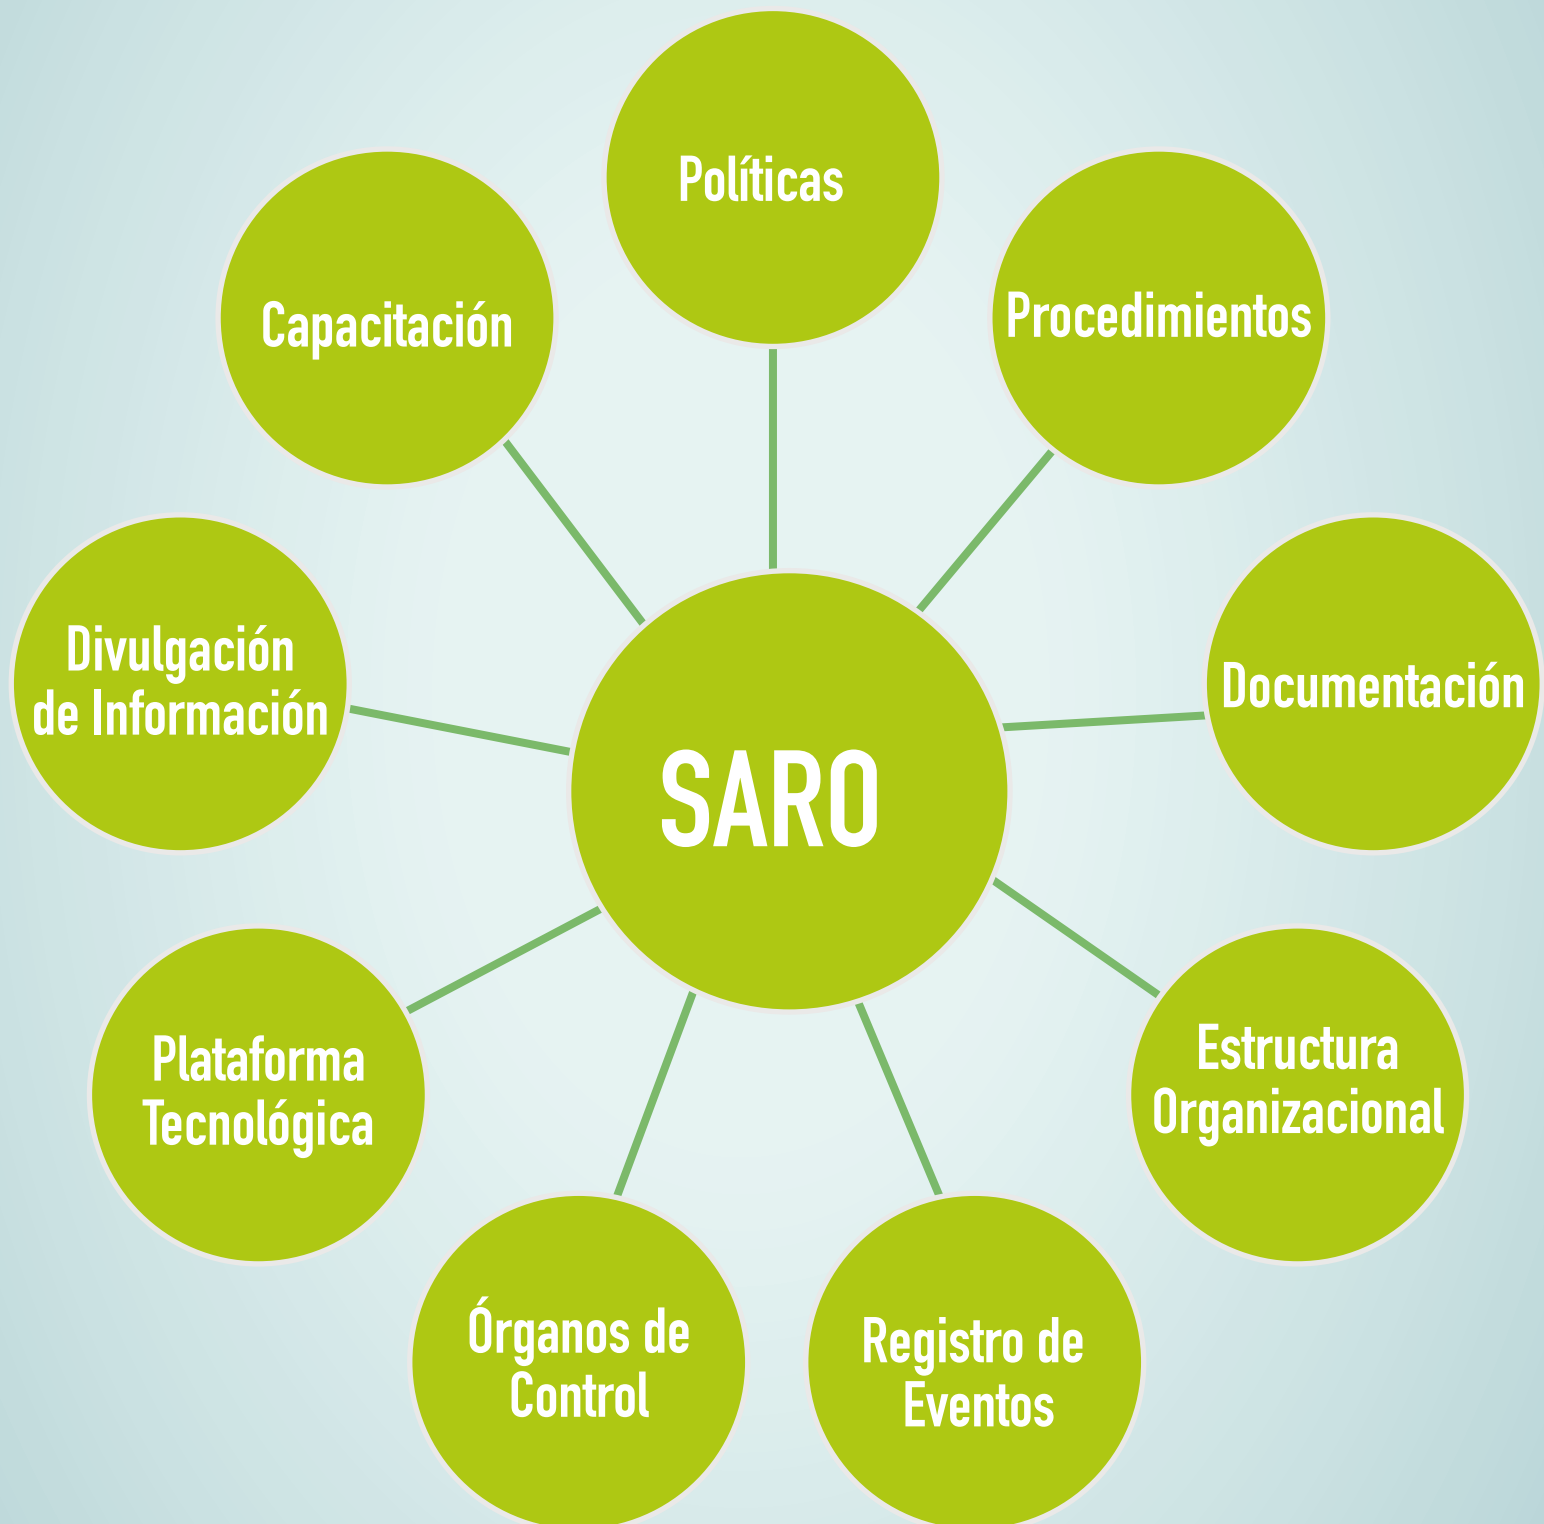 Políticas
Capacitación
Procedimientos
Divulgación
de Información
Documentación
SARO
Plataforma
Tecnológica
Estructura
Organizacional
Órganos de
Control
Registro de
Eventos